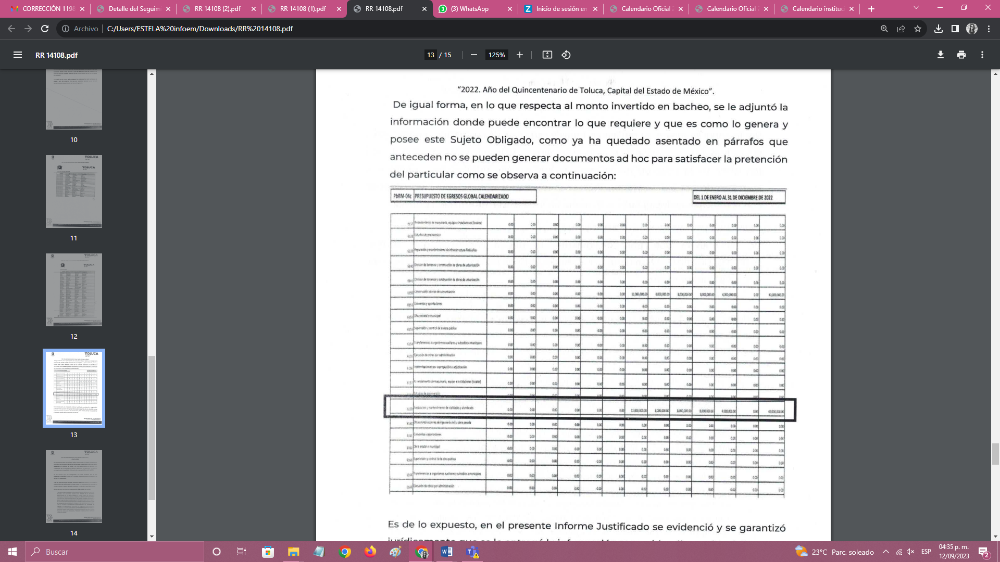 CORRECCIÓN 1198
Detalle del Seguim
RR 14108 (2).pdf
RR 14108 (1).pdf
RR 14108.pdf
(3) WhatsApp
Inicio de sesión en
Calendario Oficial
Calendario Oficial
Calendario instituc
Archivo
C:/Users/ESTELA%20infoem/Downloads/RR%2014108.pdf
RR 14108.pdf
13 / 15
125%
10
11
12
13
14
TOLUCA
TOLUCA
TOLUCA
"2022. Año del Quincentenario de Toluca, Capital del Estado de México".
De igual forma, en lo que respecta al monto invertido en bacheo, se le adjuntó la
información donde puede encontrar lo que requiere y que es como lo genera y
posee este Sujeto Obligado, como ya ha quedado asentado en párrafos que
anteceden no se pueden generar documentos ad hoc para satisfacer la pretención
del particular como se observa a continuación:
PbRM-04c PRESUPUESTO DE EGRESOS GLOBAL CALENDARIZADO
DEL 1 DE ENERO AL 31 DE DICIEMBRE DE 2022
6137 Arrendamiento de maquinaria, equipo e instalaciones (locales) 0.00 0.00 0.00 0.00 0.00 0.00 0.00 0.00 0.00 0.00 0.00 0.00 0.00
6138 Estudios de preinversión 0.00 0.00 0.00 0.00 0.00 0.00 0.00 0.00 0.00 0.00 0.00 0.00 0.00
6139 Reparación y mantenimiento de infraestructura hidráulica 0.00 0.00 0.00 0.00 0.00 0.00 0.00 0.00 0.00 0.00 0.00 0.00 0.00
6140 División de terrenos y construcción de obras de urbanización 0.00 0.00 0.00 0.00 0.00 0.00 0.00 0.00 0.00 0.00 0.00 0.00 0.00
6141 División de terrenos y construcción de obras de urbanización 0.00 0.00 0.00 0.00 0.00 0.00 0.00 0.00 0.00 0.00 0.00 0.00 0.00
6150 Construcción de vías de comunicación 0.00 0.00 0.00 0.00 0.00 0.00 12,000,000.00 8,000,000.00 8,000,000.00 8,000,000.00 4,000,000.00 0.00 40,000,000.00
6151 Convenios y aportaciones 0.00 0.00 0.00 0.00 0.00 0.00 0.00 0.00 0.00 0.00 0.00 0.00 0.00
6152 Obra estatal o municipal 0.00 0.00 0.00 0.00 0.00 0.00 0.00 0.00 0.00 0.00 0.00 0.00 0.00
6153 Supervisión y control de la obra pública 0.00 0.00 0.00 0.00 0.00 0.00 0.00 0.00 0.00 0.00 0.00 0.00 0.00
6154 Transferencias a organismos auxiliares y subsidios a municipios 0.00 0.00 0.00 0.00 0.00 0.00 0.00 0.00 0.00 0.00 0.00 0.00 0.00
6155 Ejecución de obras por administración 0.00 0.00 0.00 0.00 0.00 0.00 0.00 0.00 0.00 0.00 0.00 0.00 0.00
6156 Indemnizaciones por expropiación o adjudicación 0.00 0.00 0.00 0.00 0.00 0.00 0.00 0.00 0.00 0.00 0.00 0.00 0.00
6157 Arrendamiento de maquinaria, equipo e instalaciones (locales) 0.00 0.00 0.00 0.00 0.00 0.00 0.00 0.00 0.00 0.00 0.00 0.00 0.00
Estudios de preinversión
6159 Reparación y mantenimiento de vialidades y alumbrado 0.00 0.00 0.00 0.00 0.00 0.00 12,000,000.00 8,000,000.00 8,000,000.00 8,000,000.00 4,000,000.00 0.00 40,000,000.00
6160 Otras construcciones de ingeniería civil u obra pesada 0.00 0.00 0.00 0.00 0.00 0.00 0.00 0.00 0.00 0.00 0.00 0.00 0.00
6161 Convenios y aportaciones 0.00 0.00 0.00 0.00 0.00 0.00 0.00 0.00 0.00 0.00 0.00 0.00 0.00
6162 Obra estatal o municipal 0.00 0.00 0.00 0.00 0.00 0.00 0.00 0.00 0.00 0.00 0.00 0.00 0.00
6163 Supervisión y control de la obra pública 0.00 0.00 0.00 0.00 0.00 0.00 0.00 0.00 0.00 0.00 0.00 0.00 0.00
6164 Transferencias a organismos auxiliares y subsidios a municipios 0.00 0.00 0.00 0.00 0.00 0.00 0.00 0.00 0.00 0.00 0.00 0.00 0.00
6165 Ejecución de obras por administración 0.00 0.00 0.00 0.00 0.00 0.00 0.00 0.00 0.00 0.00 0.00 0.00 0.00
Es de lo expuesto, en el presente Informe Justificado se evidenció y se garantizó
Buscar
23°C Parc. soleado
ESP
04:35 p. m.
12/09/2023
2